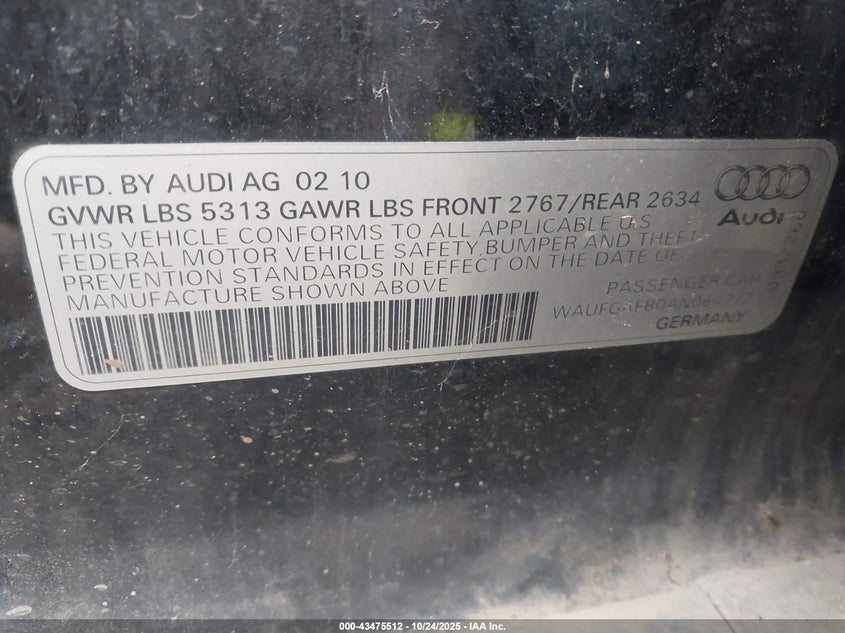 MFD. BY AUDI AG 02 10
GVWR LBS 5313 GAWR LBS FRONT 2767/REAR 2634
THIS VEHICLE CONFORMS TO ALL APPLICABLE U.S
FEDERAL MOTOR VEHICLE SAFETY, BUMPER AND THEFT
PREVENTION STANDARDS IN EFFECT ON THE DATE OF
MANUFACTURE SHOWN ABOVE
Audi
PASSENGER CAR
GERMANY
000-43475512 - 10/24/2025 - IAA Inc.